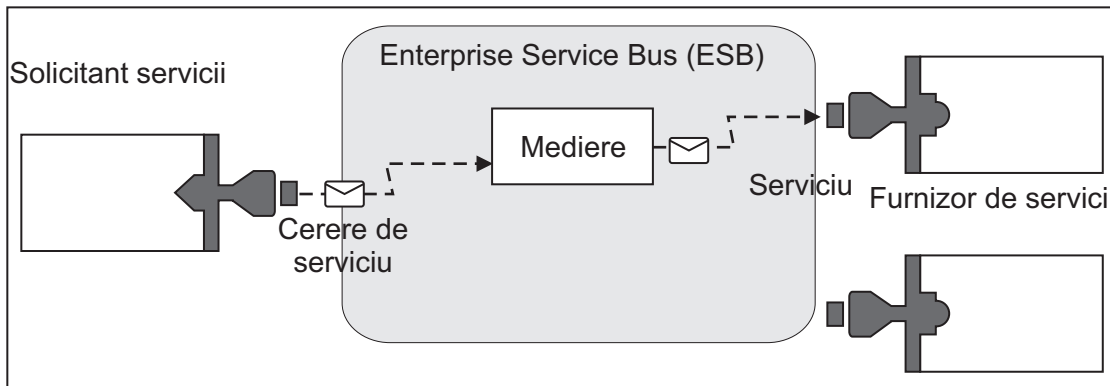 Enterprise Service Bus (ESB)
Solicitant servicii
Mediere
Serviciu
Furnizor de servici
Cerere de
serviciu